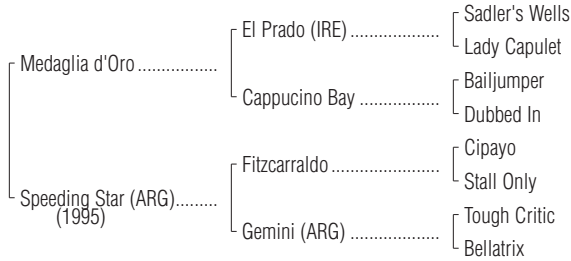 Sadler's Wells
El Prado (IRE) ....................
Lady Capulet
Medaglia d'Oro .................
Bailjumper
Cappucino Bay ..................
Dubbed In
Cipayo
Fitzcarraldo ........................
Stall Only
Speeding Star (ARG).........
(1995)
Tough Critic
Gemini (ARG) .....................
Bellatrix